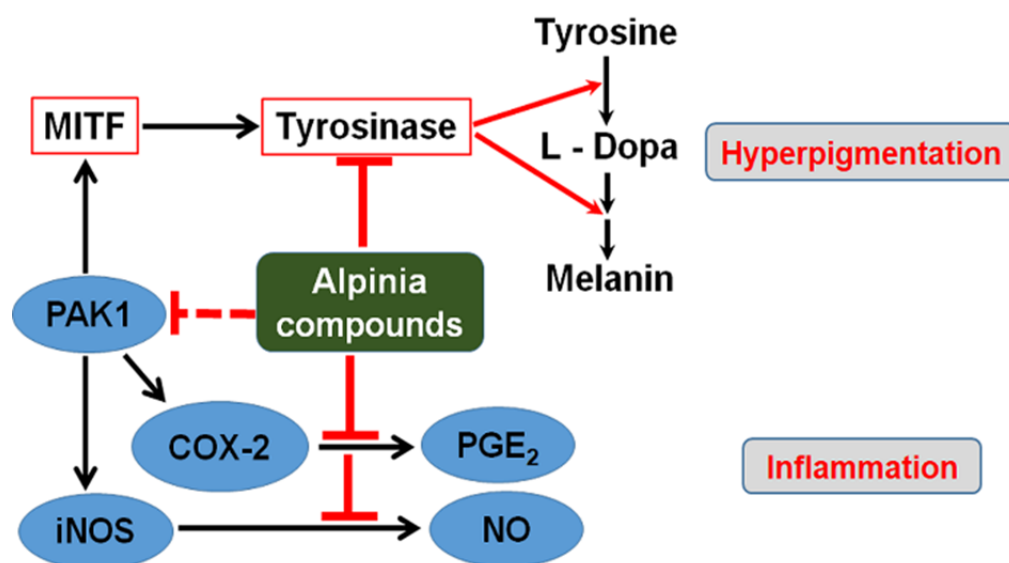 Tyrosine
MITF
Tyrosinase
L - Dopa
Hyperpigmentation
Melanin
Alpinia
compounds
PAK1
COX-2
PGE₂
Inflammation
iNOS
NO